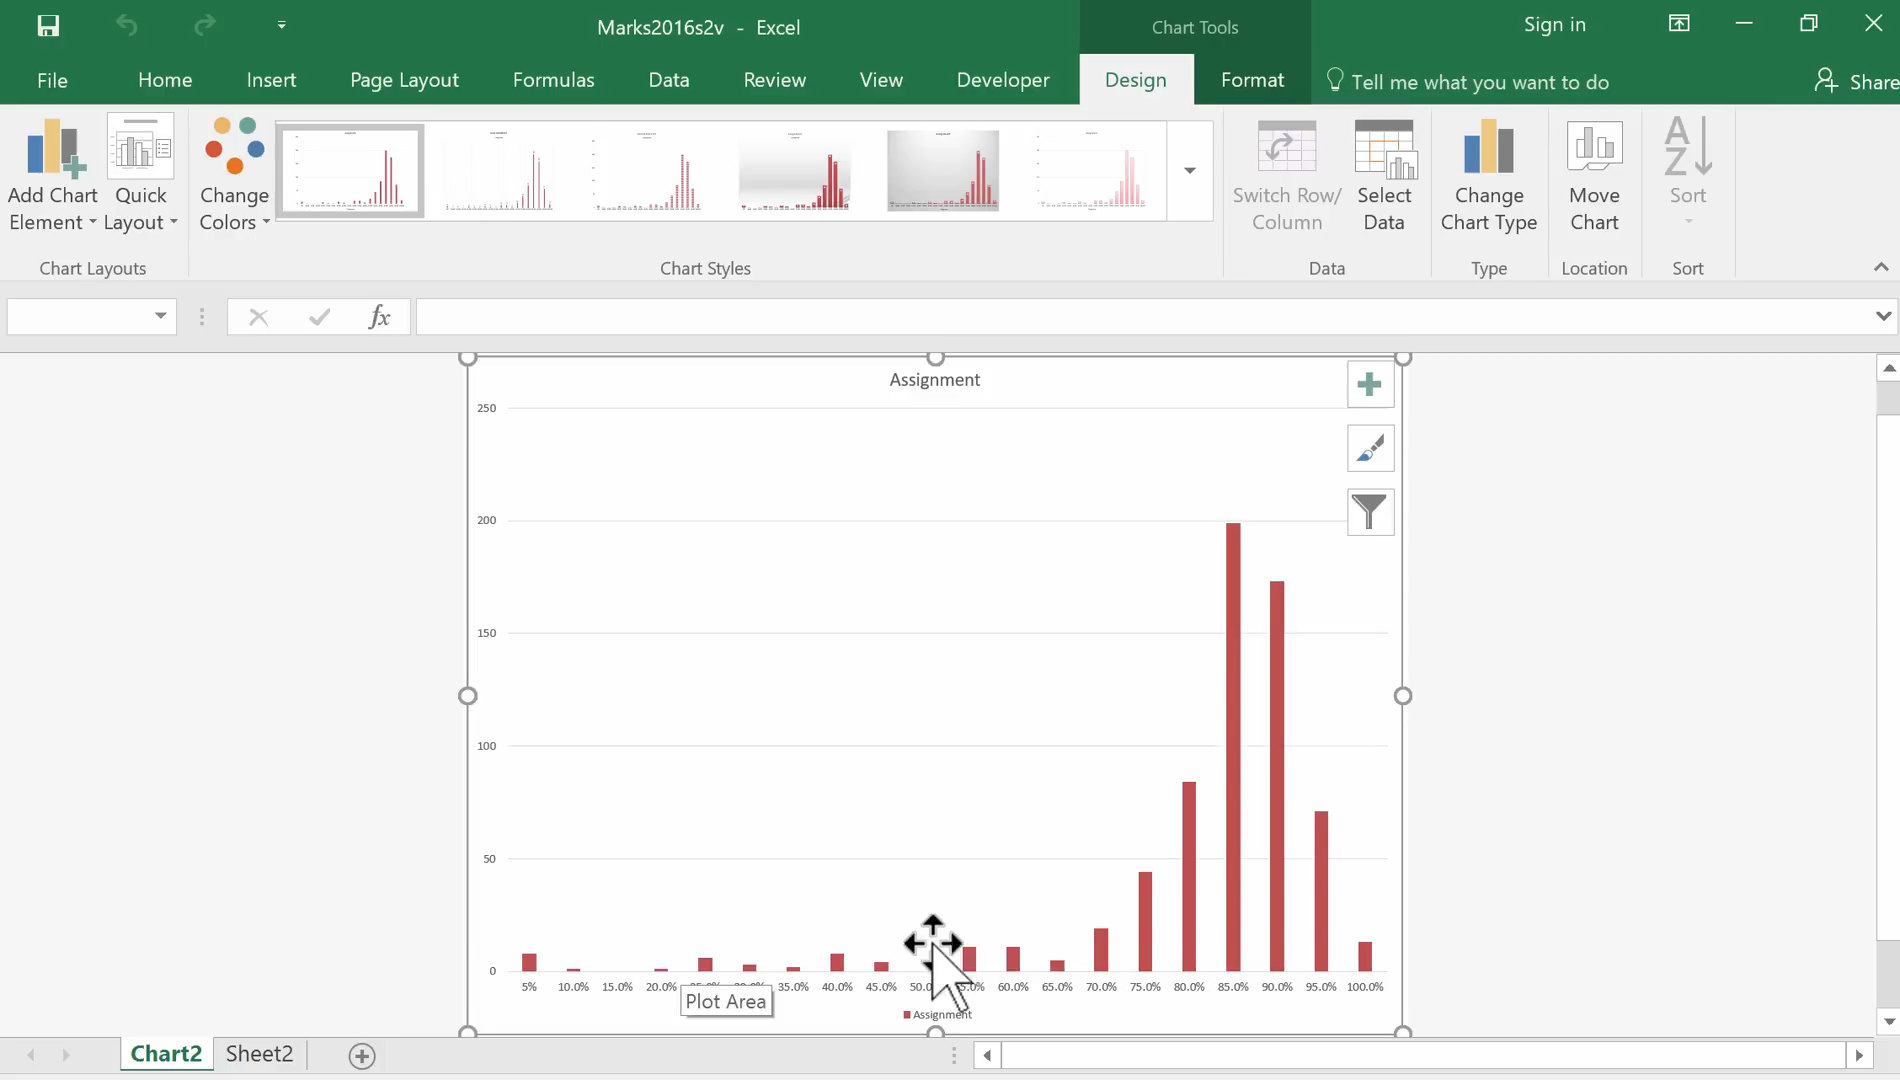 Marks2016s2v - Excel
Chart Tools
Sign in
File
Home
Insert
Page Layout
Formulas
Data
Review
View
Developer
Design
Format
Tell me what you want to do
Share
Add Chart
Element
Quick
Layout
Change
Colors
Switch Row/
Column
Select
Data
Change
Chart Type
Move
Chart
A
Z
Sort
Chart Layouts
Chart Styles
Data
Type
Location
Sort
fx
Assignment
250
200
150
100
50
0
5% 10.0% 15.0% 20.0% 35.0% 40.0% 45.0% 60.0% 65.0% 70.0% 75.0% 80.0% 85.0% 90.0% 95.0% 100.0%
Plot Area
Assignment
Chart2
Sheet2